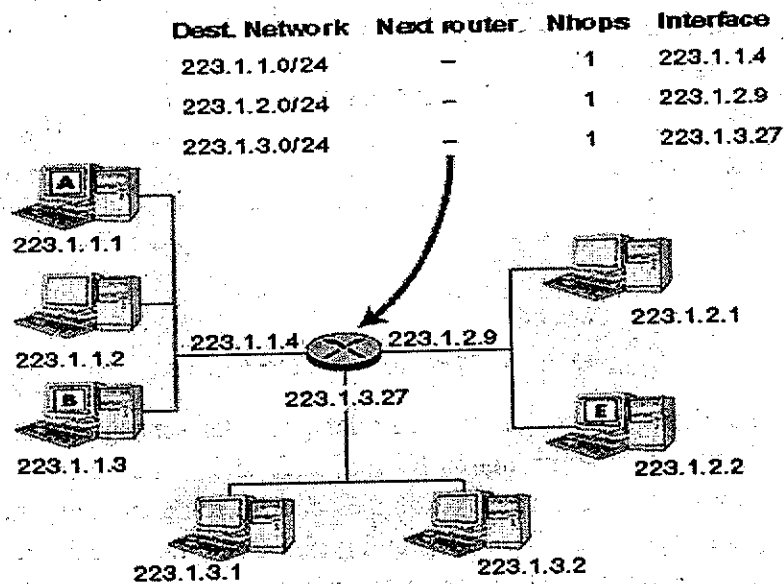 Dest. Network Next router Nhops Interface
223.1.1.0/24 – 1 223.1.1.4
223.1.2.0/24 – 1 223.1.2.9
223.1.3.0/24 – 1 223.1.3.27
A
223.1.1.1
223.1.1.2
B
223.1.1.3
223.1.1.4
223.1.2.9
223.1.3.27
223.1.2.1
E
223.1.2.2
223.1.3.1
223.1.3.2